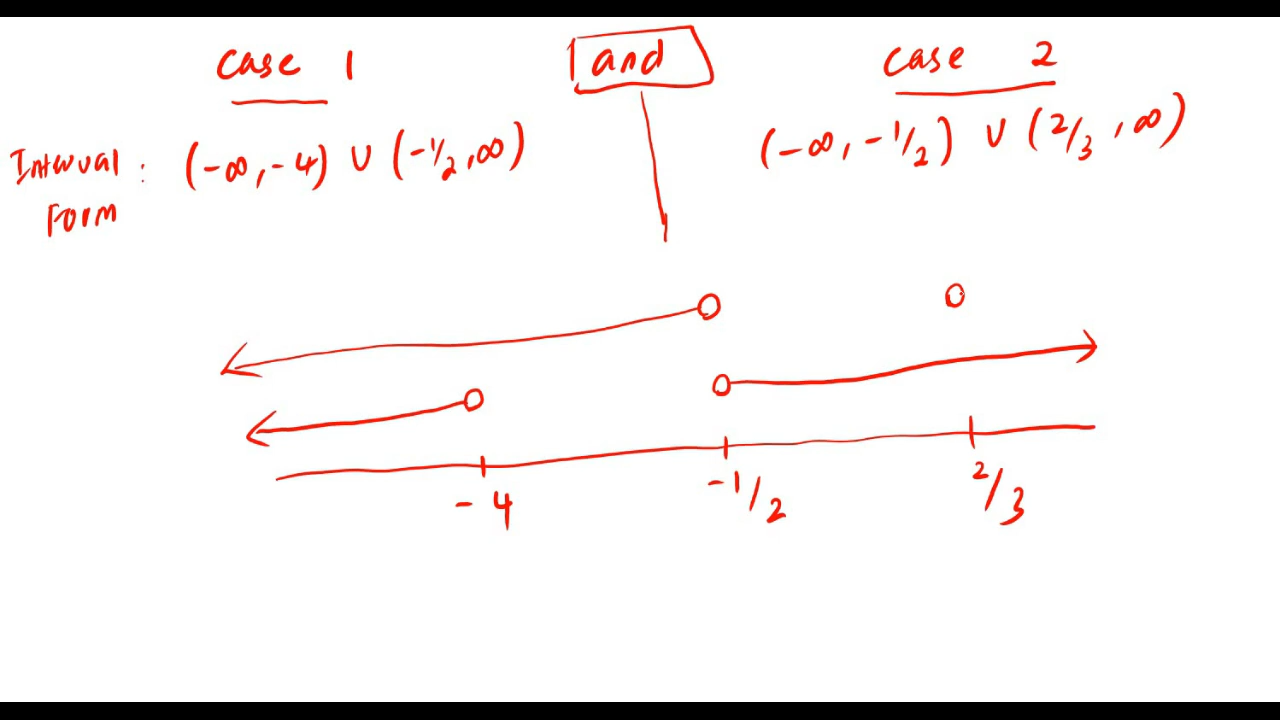 case 1 and case 2
Interval : (-∞, -4) ∪ (-1/2, ∞) (-∞, -1/2) ∪ (2/3, ∞)
Form
-4 -1/2 2/3